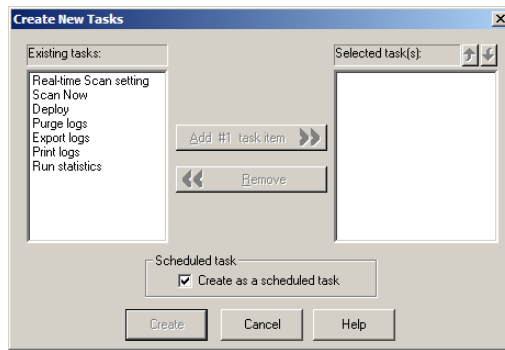 Create New Tasks
Existing tasks:
Selected task(s):
Real-time Scan setting
Scan Now
Deploy
Purge logs
Export logs
Print logs
Run statistics
Add #1 task item
Remove
Scheduled task
Create as a scheduled task
Create
Cancel
Help